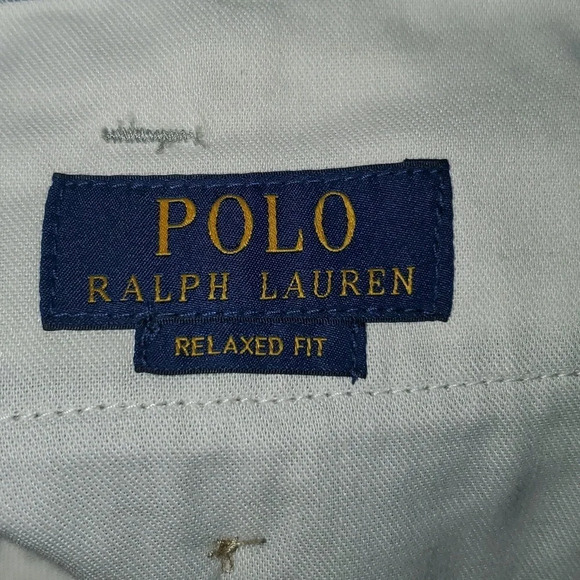 POLO
RALPH LAUREN
RELAXED FIT